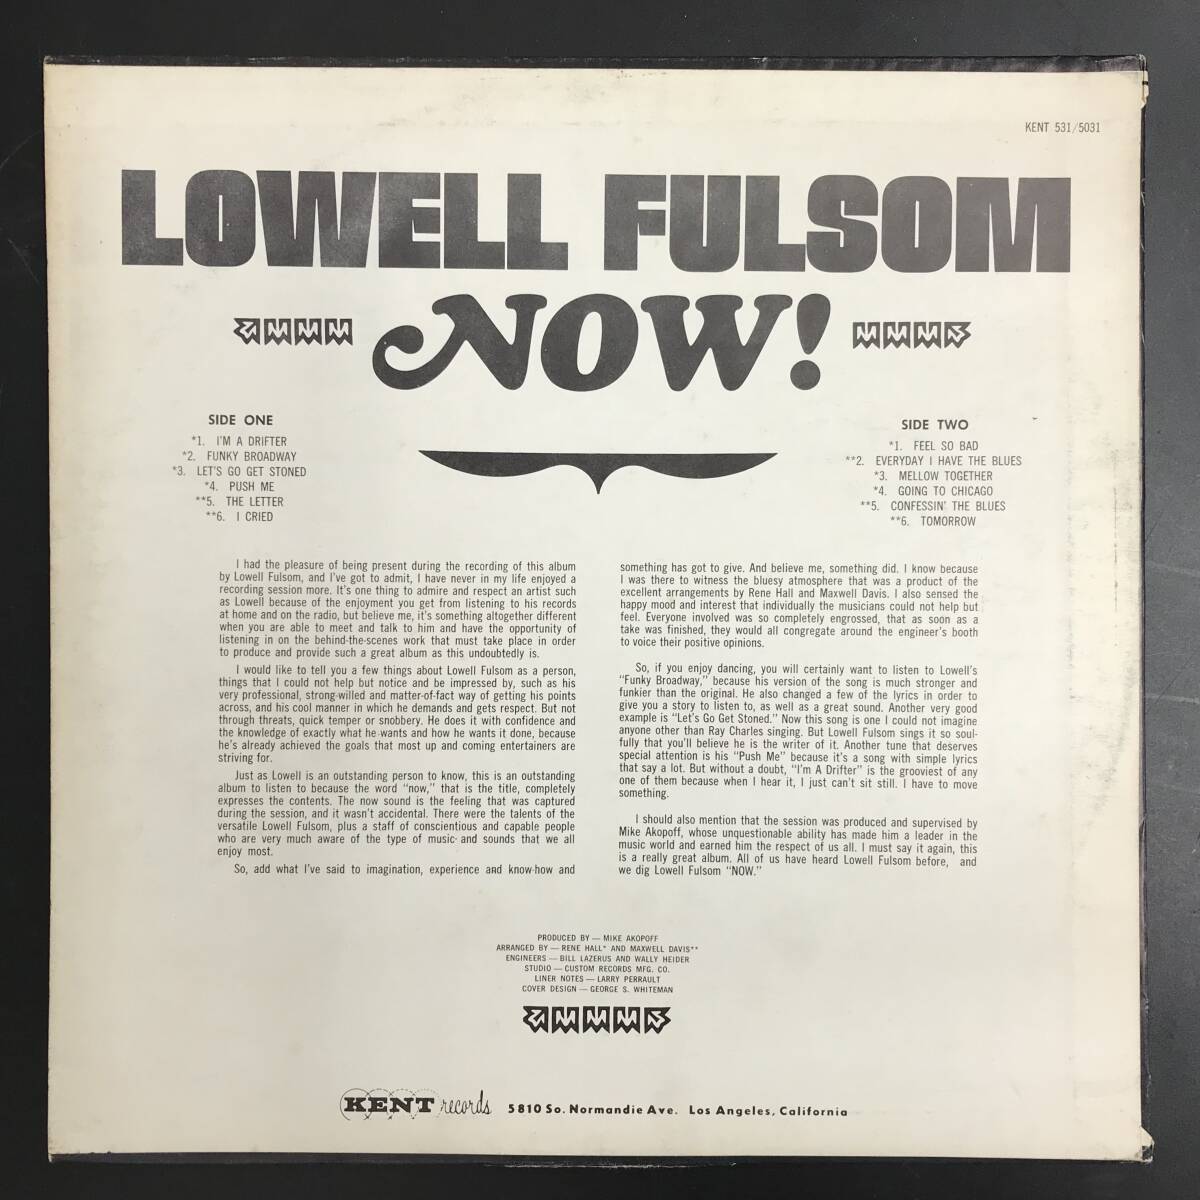 KENT 531/5031
LOWELL FULSOM
NOW!
SIDE ONE
*1. I'M A DRIFTER
*2. FUNKY BROADWAY
*3. LET'S GO GET STONED
*4. PUSH ME
**5. THE LETTER
**6. I CRIED
SIDE TWO
*1. FEEL SO BAD
**2. EVERYDAY I HAVE THE BLUES
*3. MELLOW TOGETHER
*4. GOING TO CHICAGO
**5. CONFESSIN' THE BLUES
**6. TOMORROW
I had the pleasure of being present during the recording of this album
by Lowell Fulsom, and I've got to admit, I have never in my life enjoyed a
recording session more. It's one thing to admire and respect an artist such
as Lowell because of the enjoyment you get from listening to his records
at home and on the radio, but believe me, it's something altogether different
when you are able to meet and talk to him and have the opportunity of
listening in on the behind-the-scenes work that must take place in order
to produce and provide such a great album as this undoubtedly is.
I would like to tell you a few things about Lowell Fulsom as a person,
things that I could not help but notice and be impressed by, such as his
very professional, strong-willed and matter-of-fact way of getting his points
across, and his cool manner in which he demands and gets respect. But not
through threats, quick temper or snobbery. He does it with confidence and
the knowledge of exactly what he wants and how he wants it done, because
he's already achieved the goals that most up and coming entertainers are
striving for.
Just as Lowell is an outstanding person to know, this is an outstanding
album to listen to because the word "now," that is the title, completely
expresses the contents. The now sound is the feeling that was captured
during the session, and it wasn't accidental. There were the talents of the
versatile Lowell Fulsom, plus a staff of conscientious and capable people
who are very much aware of the type of music and sounds that we all
enjoy most.
So, add what I've said to imagination, experience and know-how and
something has got to give. And believe me, something did. I know because
I was there to witness the bluesy atmosphere that was a product of the
excellent arrangements by Rene Hall and Maxwell Davis. I also sensed the
happy mood and interest that individually the musicians could not help but
feel. Everyone involved was so completely engrossed, that as soon as a
take was finished, they would all congregate around the engineer's booth
to voice their positive opinions.
So, if you enjoy dancing, you will certainly want to listen to Lowell's
"Funky Broadway," because his version of the song is much stronger and
funkier than the original. He also changed a few of the lyrics in order to
give you a story to listen to, as well as a great sound. Another very good
example is "Let's Go Get Stoned." Now this song is one I could not imagine
anyone other than Ray Charles singing. But Lowell Fulsom sings it so soul-
fully that you'll believe he is the writer of it. Another tune that deserves
special attention is his "Push Me" because it's a song with simple lyrics
that say a lot. But without a doubt, "I'm A Drifter" is the grooviest of any
one of them because when I hear it, I just can't sit still. I have to move
something.
I should also mention that the session was produced and supervised by
Mike Akopoff, whose unquestionable ability has made him a leader in the
music world and earned him the respect of us all. I must say it again, this
is a really great album. All of us have heard Lowell Fulsom before, and
we dig Lowell Fulsom "NOW."
PRODUCED BY — MIKE AKOPOFF
ARRANGED BY — RENE HALL* AND MAXWELL DAVIS**
ENGINEERS — BILL LAZERUS AND WALLY HEIDER
STUDIO — CUSTOM RECORDS MFG. CO.
LINER NOTES — LARRY PERRAULT
COVER DESIGN — GEORGE S. WHITEMAN
KENT records 5810 So. Normandie Ave. Los Angeles, California